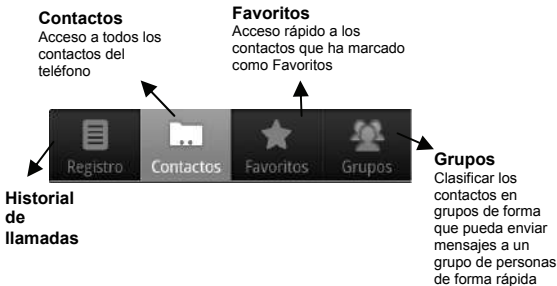 Contactos
Acceso a todos los
contactos del
teléfono
Favoritos
Acceso rápido a los
contactos que ha marcado
como Favoritos
Registro
Contactos
Favoritos
Grupos
Historial
de
llamadas
Grupos
Clasificar los
contactos en
grupos de forma
que pueda enviar
mensajes a un
grupo de personas
de forma rápida